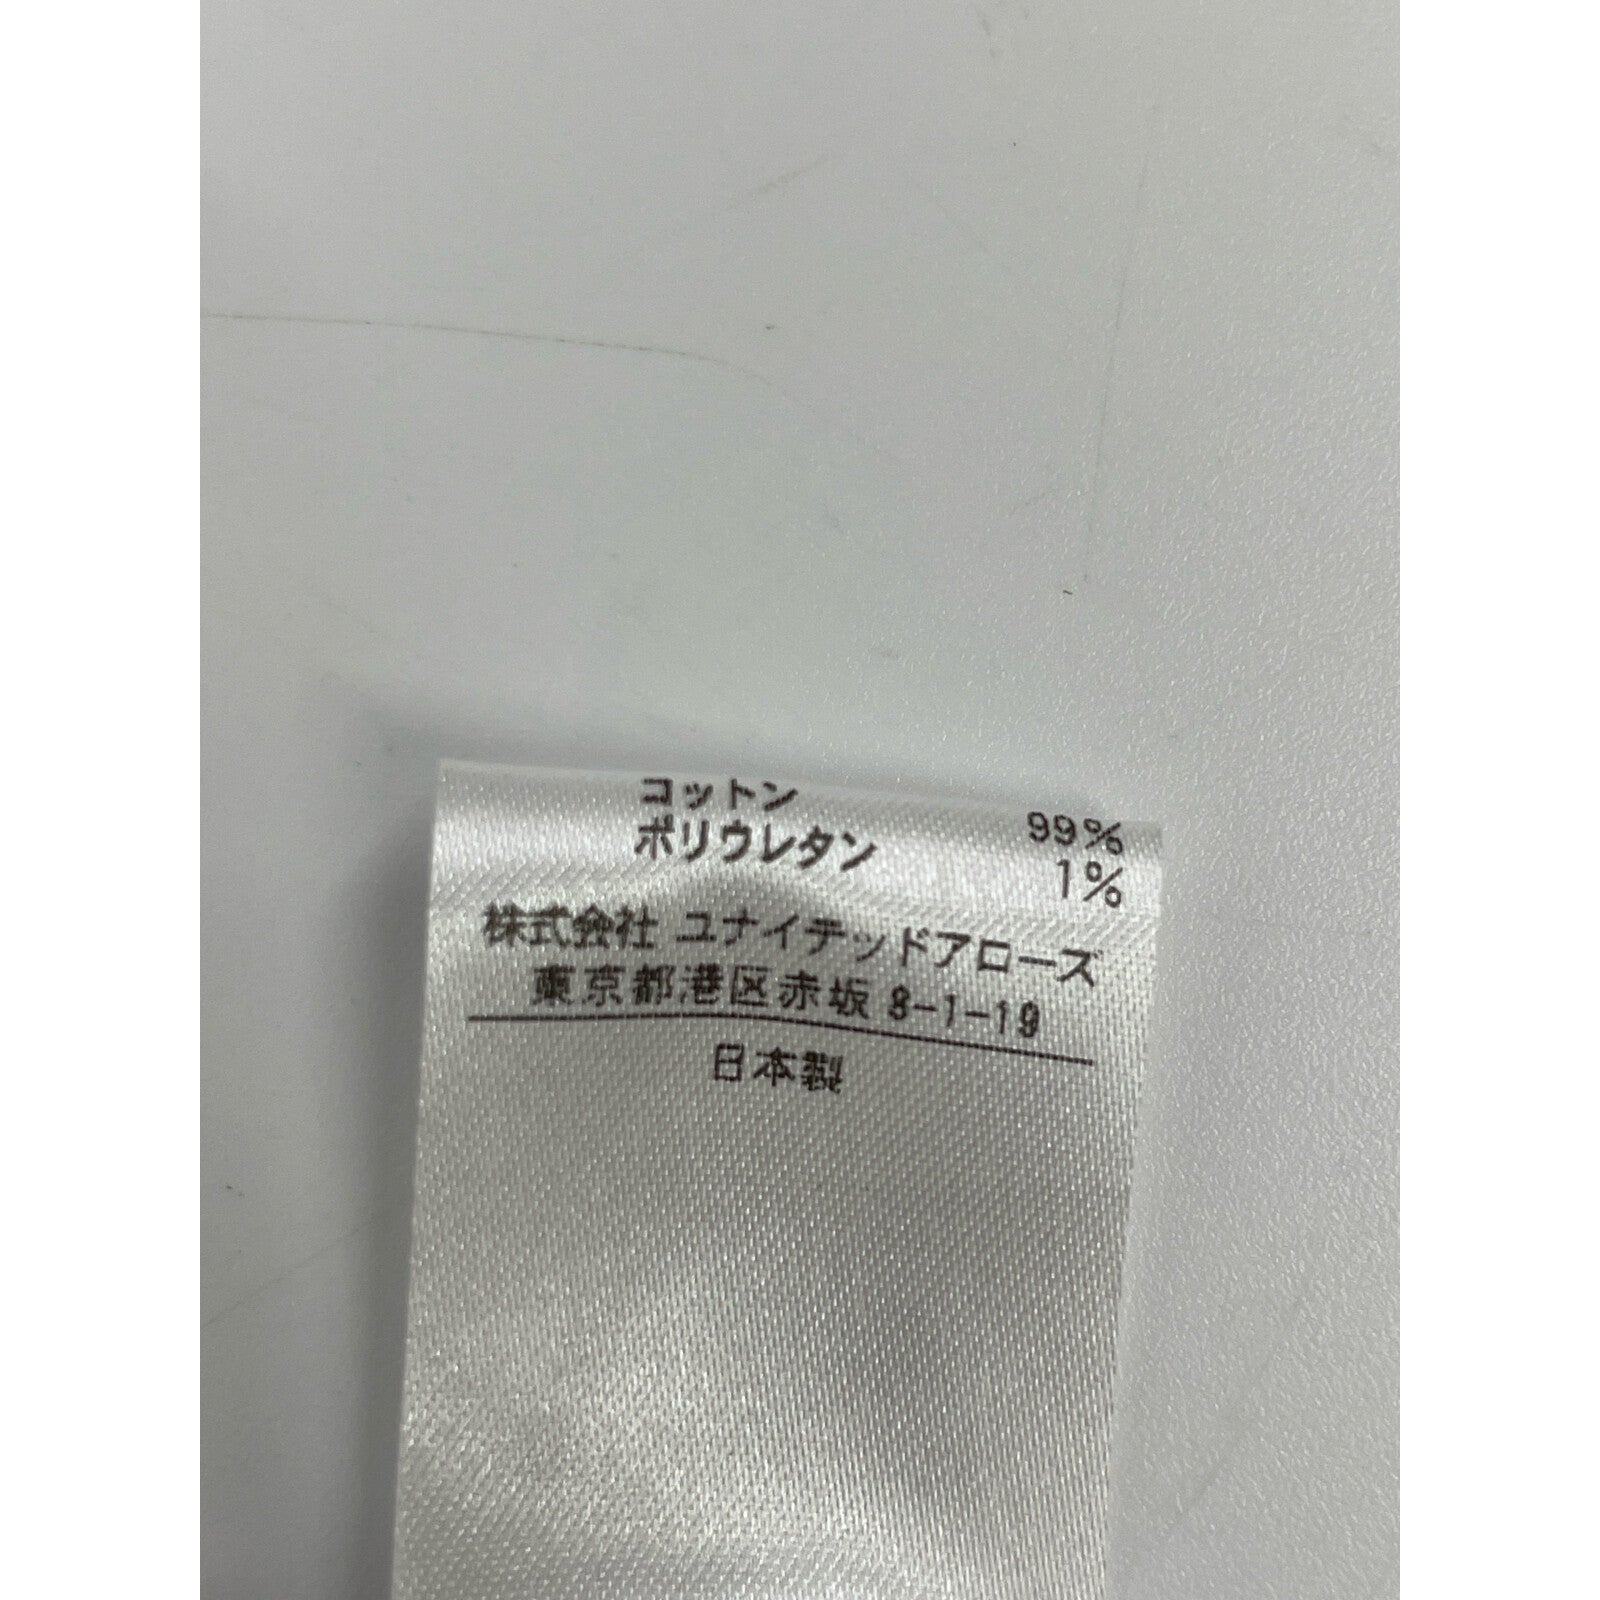 コットン 99%
ポリウレタン 1%
株式会社 ユナイテッドアローズ
東京都港区赤坂 8-1-19
日本製